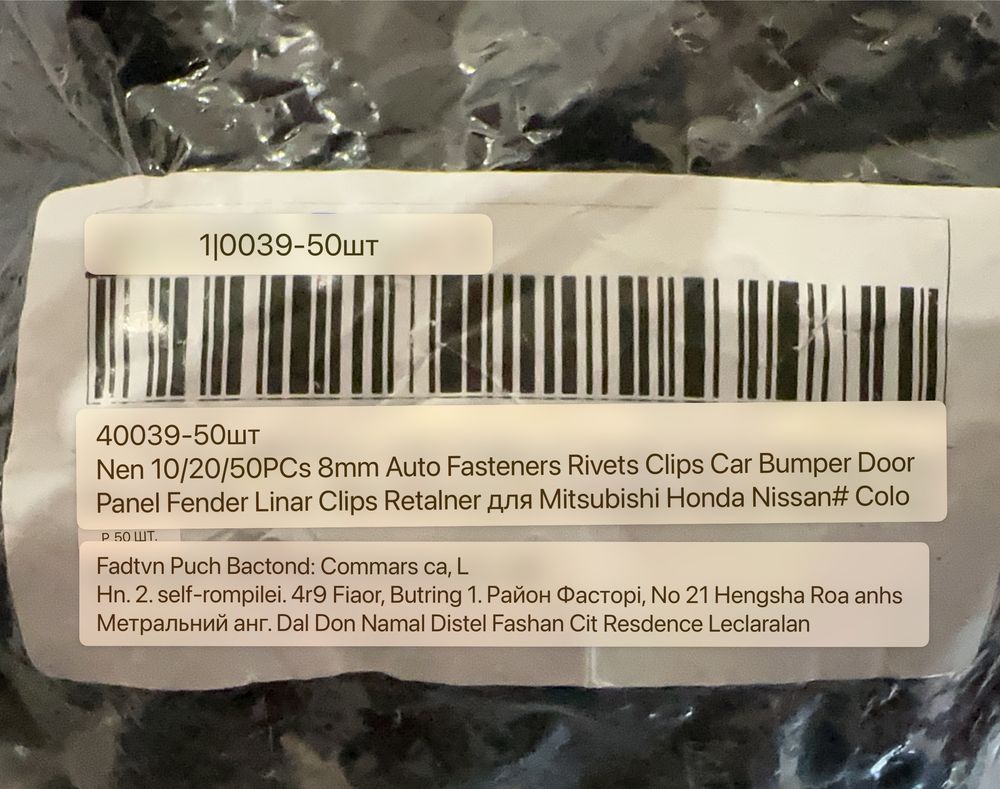 1|0039-50шт
40039-50шт
Nen 10/20/50PCs 8mm Auto Fasteners Rivets Clips Car Bumper Door
Panel Fender Linar Clips Retalner для Mitsubishi Honda Nissan# Colo
P. 50 ШТ.
Fadtvn Puch Bactond: Commars ca, L
Hn. 2. self-rompilei. 4r9 Fiaor, Butring 1. Район Фасторі, No 21 Hengsha Roa anhs
Метральний анг. Dal Don Namal Distel Fashan Cit Resdence Leclaralan